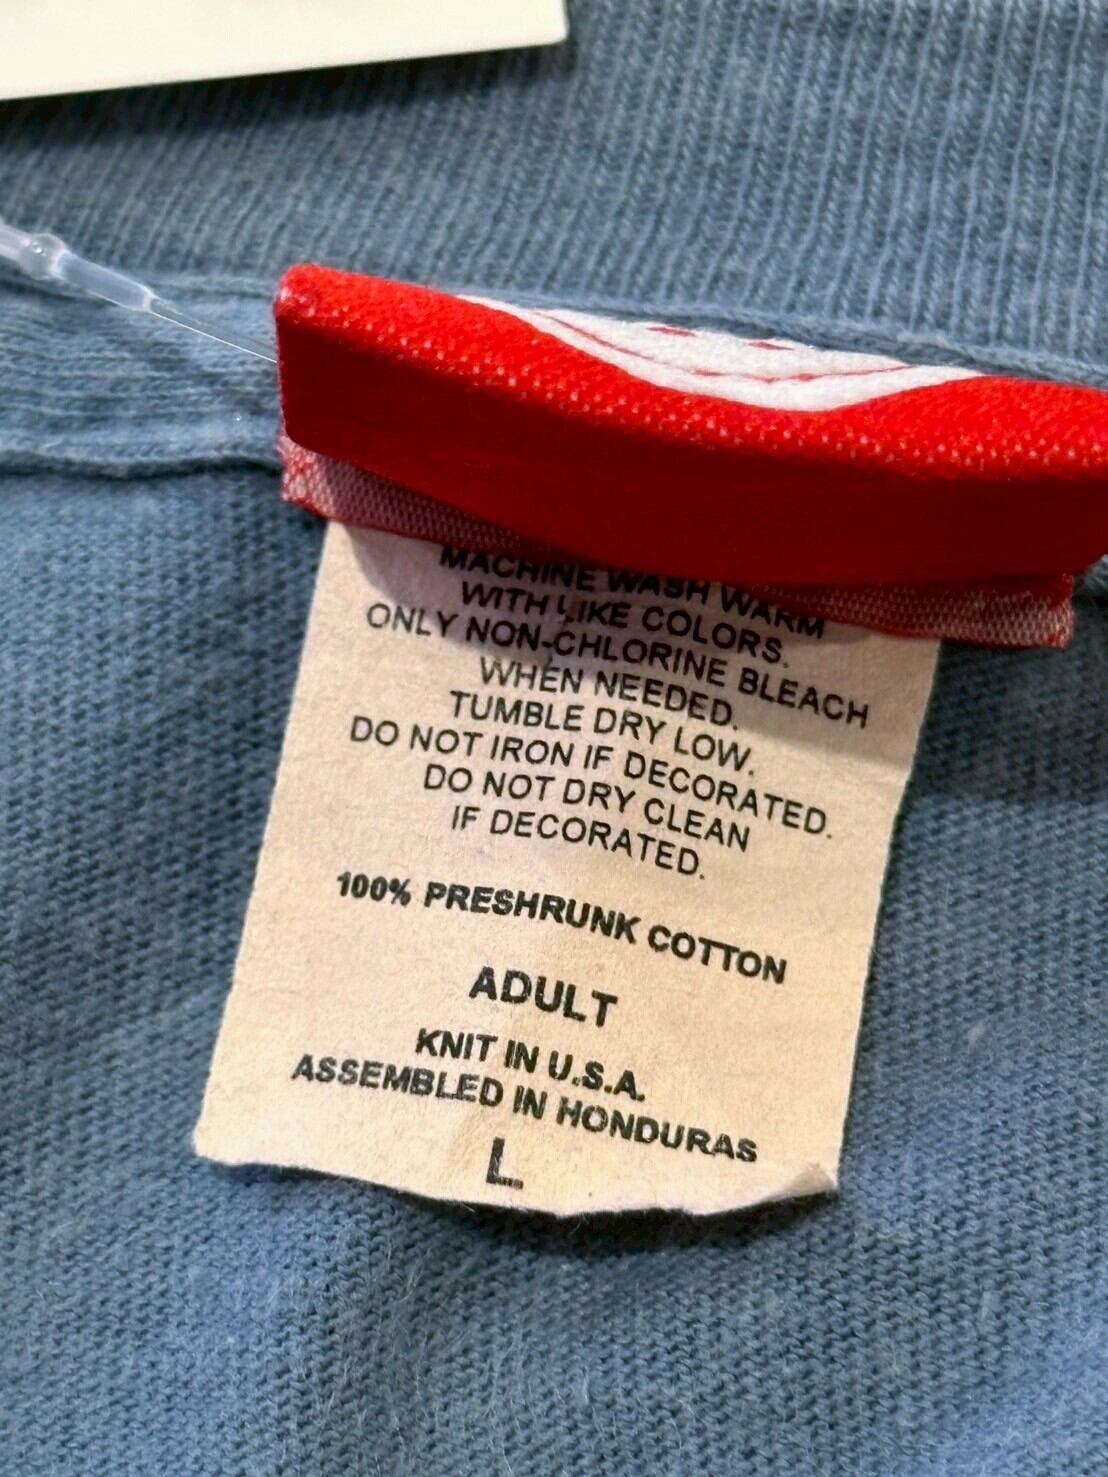 MACHINE WASH WARM
WITH LIKE COLORS.
ONLY NON-CHLORINE BLEACH
WHEN NEEDED.
TUMBLE DRY LOW.
DO NOT IRON IF DECORATED.
DO NOT DRY CLEAN
IF DECORATED.
100% PRESHRUNK COTTON
ADULT
KNIT IN U.S.A.
ASSEMBLED IN HONDURAS
L